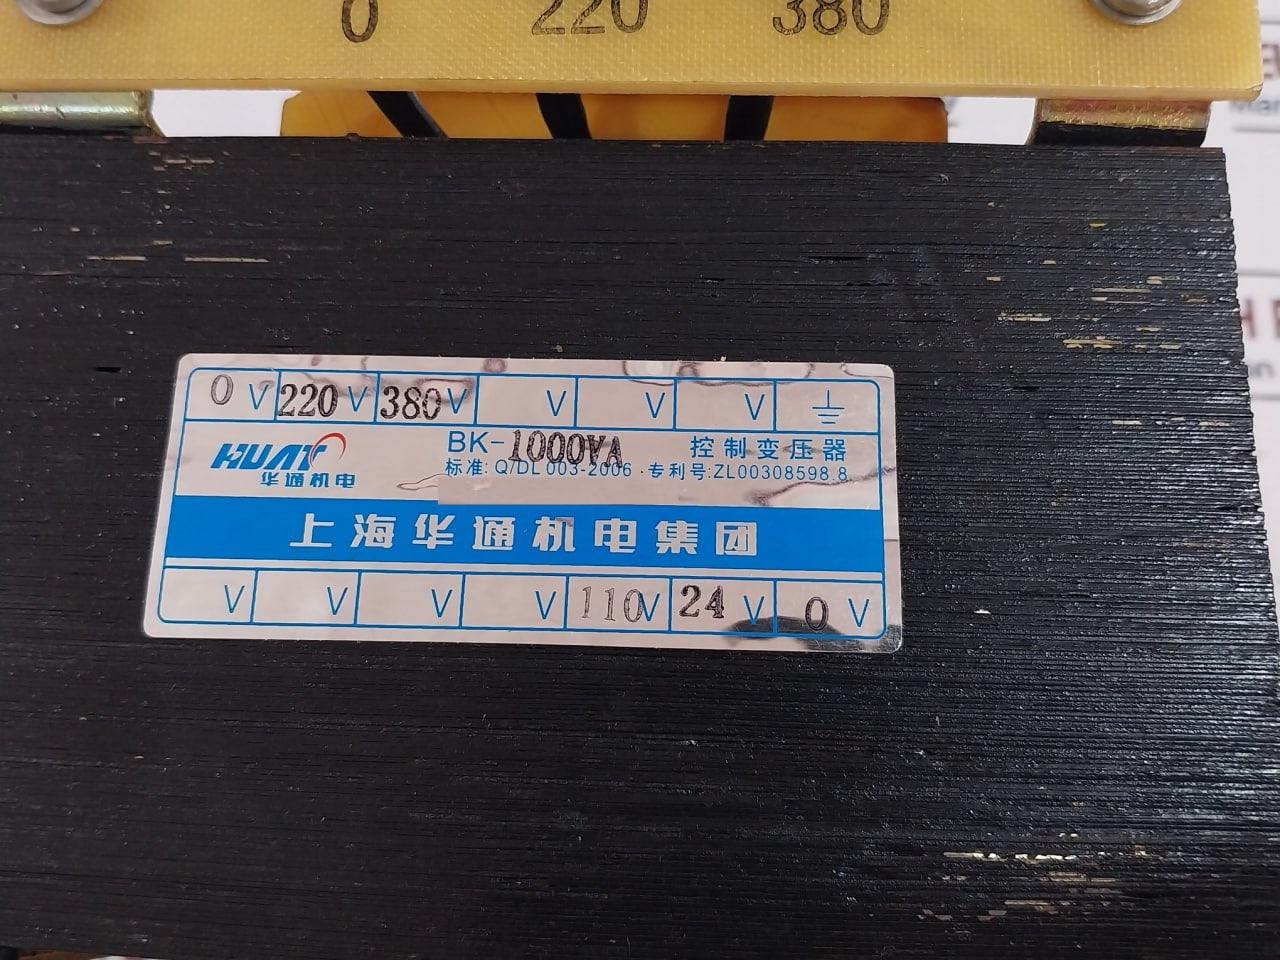 0 220 380
0 V 220 V 380 V V V V
BK-1000VA 控制变压器
HUAT
标准: Q/DL 003-2006 · 专利号:ZL00308598.8
华通机电
上海华通机电集团
V V V V 110 V 24 V 0 V